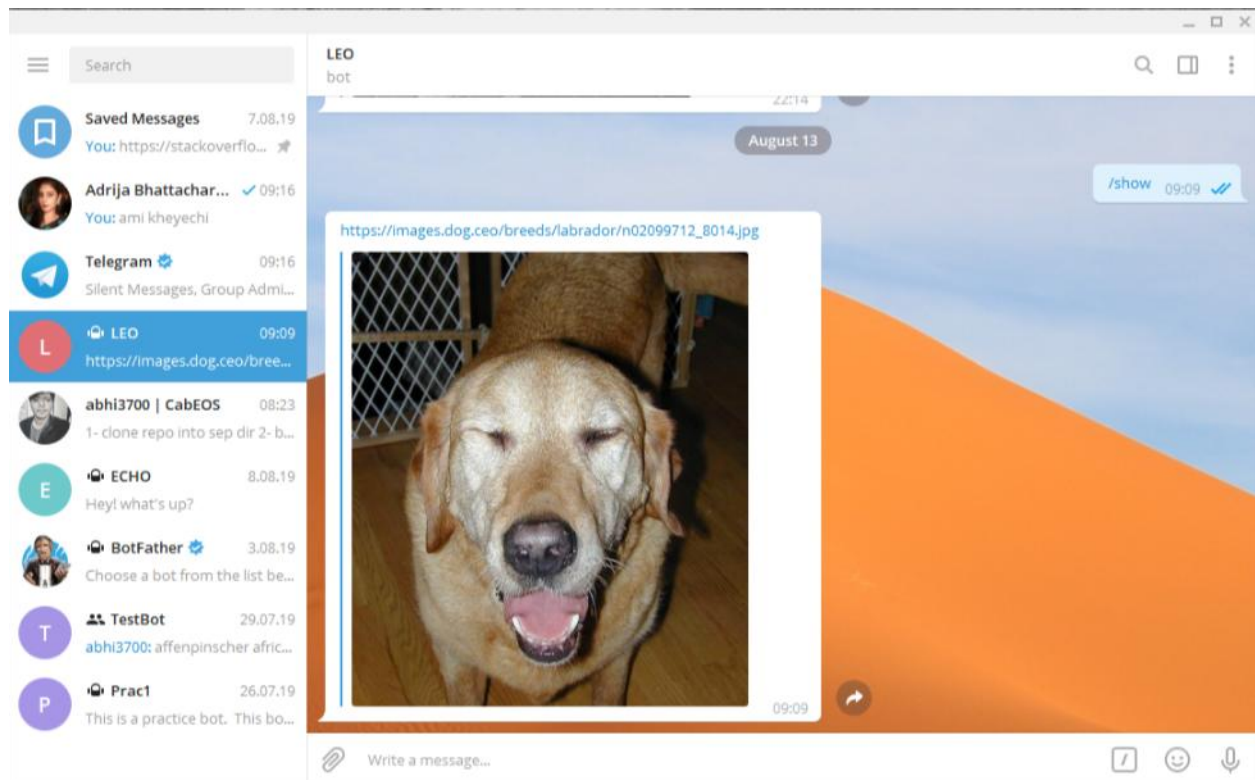 Search
Saved Messages 7.08.19
You: https://stackoverflo...
Adrija Bhattachar... 09:16
You: ami kheyechi
Telegram 09:16
Silent Messages, Group Admi...
L
LEO 09:09
https://images.dog.ceo/bree...
abhi3700 | CabEOS 08:23
1- clone repo into sep dir 2- b...
E
ECHO 8.08.19
Hey! what's up?
BotFather 3.08.19
Choose a bot from the list be...
T
TestBot 29.07.19
abhi3700: affenpinscher afric...
P
Prac1 26.07.19
This is a practice bot. This bo...
LEO
bot
22:14
August 13
/show 09:09
https://images.dog.ceo/breeds/labrador/n02099712_8014.jpg
09:09
Write a message...